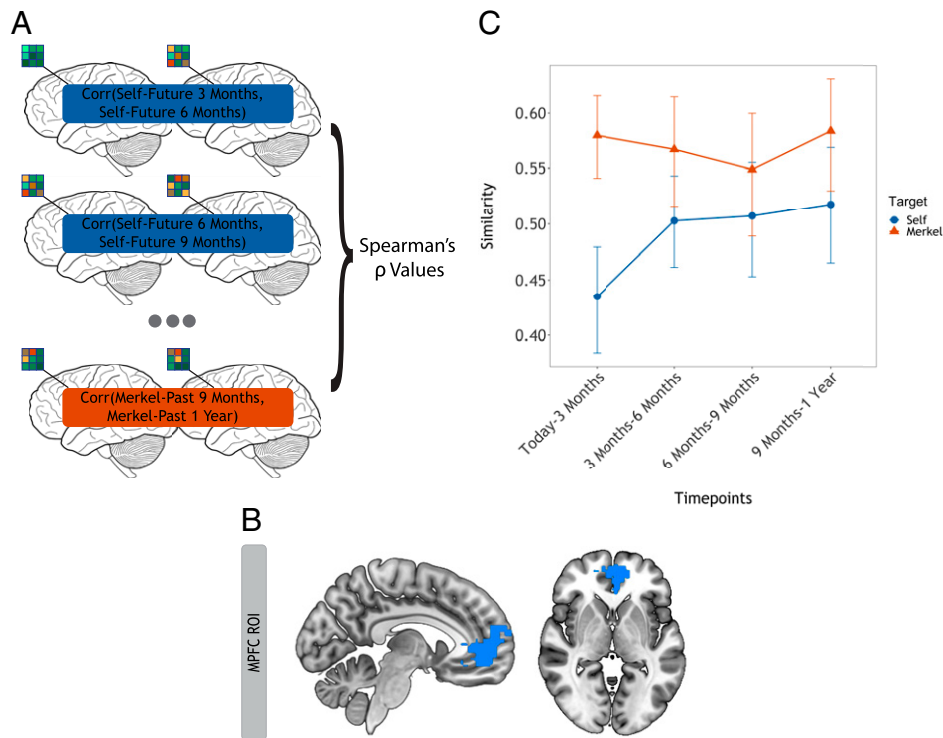 A
Corr(Self-Future 3 Months,
Self-Future 6 Months)
Corr(Self-Future 6 Months,
Self-Future 9 Months)
Corr(Merkel-Past 9 Months,
Merkel-Past 1 Year)
Spearman's
ρ Values
C
Similarity
0.60
0.55
0.50
0.45
0.40
Today-3 Months
3 Months-6 Months
6 Months-9 Months
9 Months-1 Year
Timepoints
Target
Self
Merkel
B
MPFC ROI